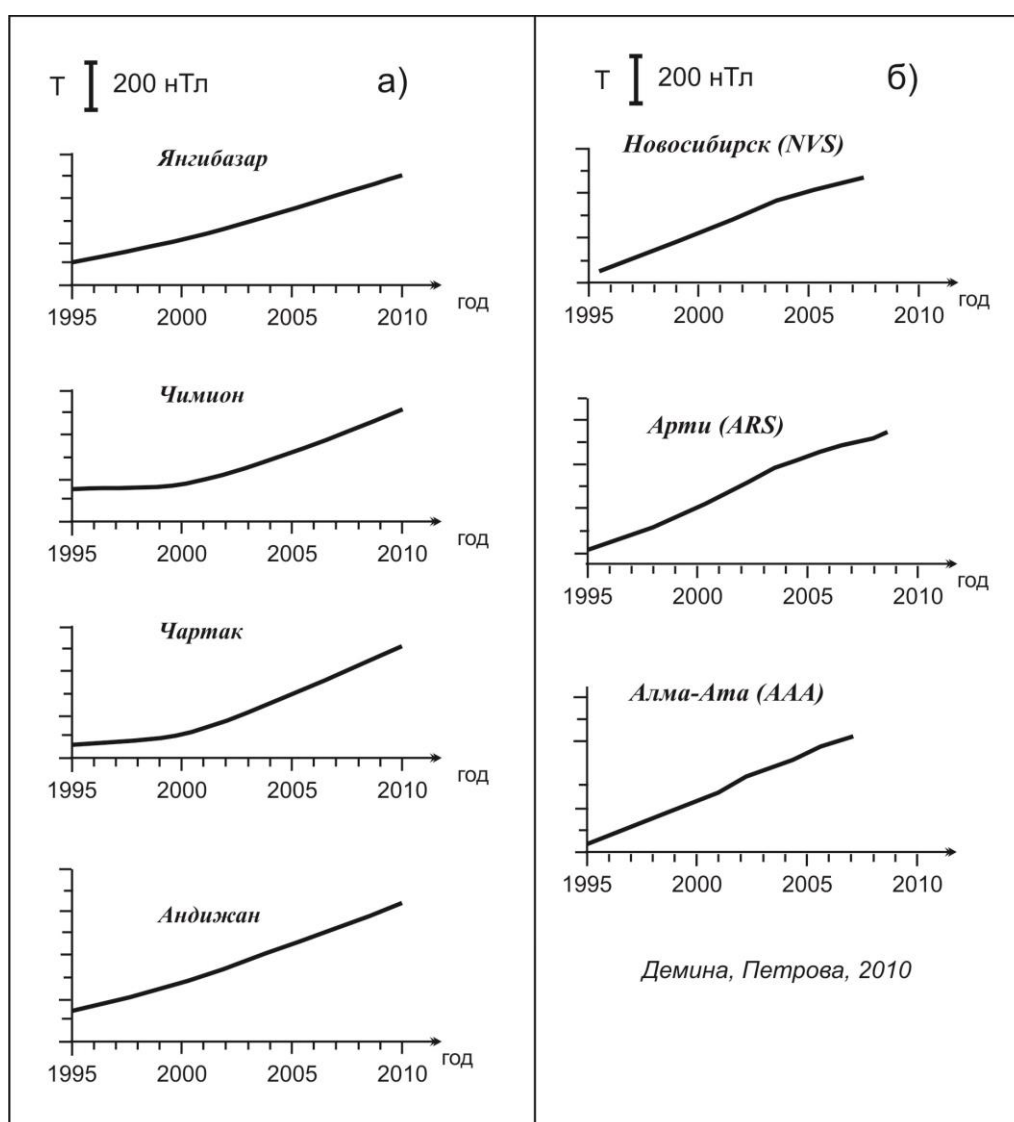 T 200 нТл а)
Янгибазар
год
1995 2000 2005 2010
Чимион
год
1995 2000 2005 2010
Чартак
год
1995 2000 2005 2010
Андижан
год
1995 2000 2005 2010
T 200 нТл б)
Новосибирск (NVS)
год
1995 2000 2005 2010
Арти (ARS)
год
1995 2000 2005 2010
Алма-Ата (AAA)
год
1995 2000 2005 2010
Демина, Петрова, 2010